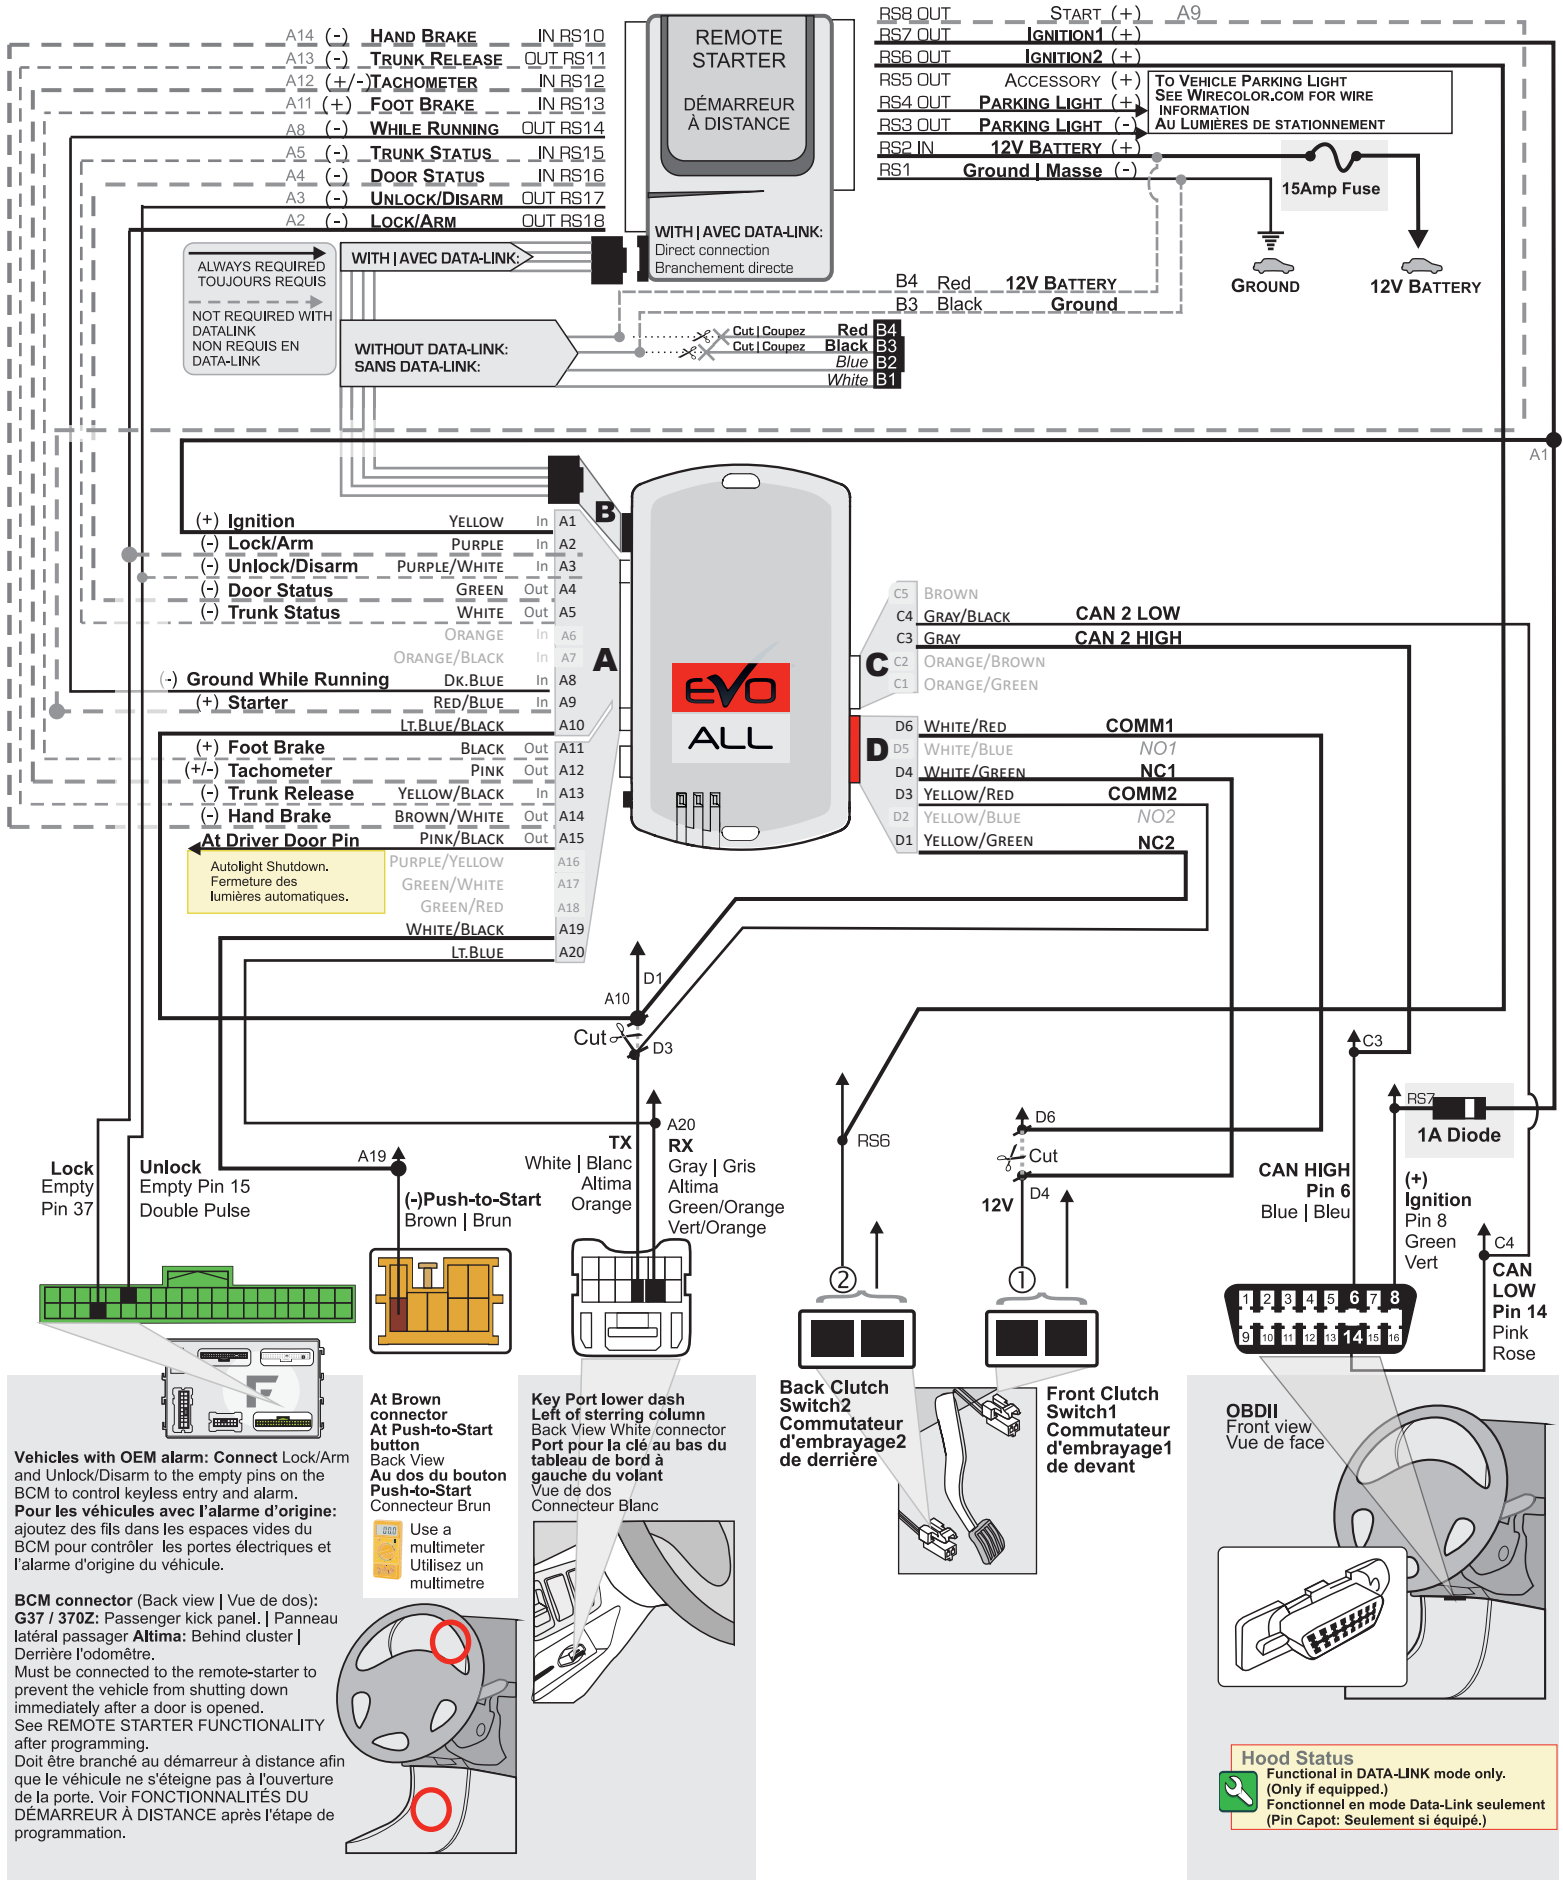 A14 (-) HAND BRAKE IN RS10
A13 (-) TRUNK RELEASE OUT RS11
A12 (+/-) TACHOMETER IN RS12
A11 (+) FOOT BRAKE IN RS13
A8 (-) WHILE RUNNING OUT RS14
A5 (-) TRUNK STATUS IN RS15
A4 (-) DOOR STATUS IN RS16
A3 (-) UNLOCK/DISARM OUT RS17
A2 (-) LOCK/ARM OUT RS18
REMOTE
STARTER
DÉMARREUR
À DISTANCE
WITH | AVEC DATA-LINK:
Direct connection
Branchement directe
RS8 OUT START (+) A9
RS7 OUT IGNITION1 (+)
RS6 OUT IGNITION2 (+)
RS5 OUT ACCESSORY (+)
RS4 OUT PARKING LIGHT (+)
RS3 OUT PARKING LIGHT (-)
RS2 IN 12V BATTERY (+)
RS1 Ground | Masse (-)
TO VEHICLE PARKING LIGHT
SEE WIRECOLOR.COM FOR WIRE
INFORMATION
AU LUMIÈRES DE STATIONNEMENT
15Amp Fuse
GROUND
12V BATTERY
ALWAYS REQUIRED
TOUJOURS REQUIS
NOT REQUIRED WITH
DATALINK
NON REQUIS EN
DATA-LINK
WITH | AVEC DATA-LINK:
WITHOUT DATA-LINK:
SANS DATA-LINK:
B4 Red 12V BATTERY
B3 Black Ground
Cut | Coupez Red B4
Cut | Coupez Black B3
Blue B2
White B1
A1
B
A
C
D
(+) Ignition YELLOW In A1
(-) Lock/Arm PURPLE In A2
(-) Unlock/Disarm PURPLE/WHITE In A3
(-) Door Status GREEN Out A4
(-) Trunk Status WHITE Out A5
ORANGE In A6
ORANGE/BLACK In A7
(-) Ground While Running DK.BLUE In A8
(+) Starter RED/BLUE In A9
LT.BLUE/BLACK A10
(+) Foot Brake BLACK Out A11
(+/-) Tachometer PINK Out A12
(-) Trunk Release YELLOW/BLACK In A13
(-) Hand Brake BROWN/WHITE Out A14
At Driver Door Pin PINK/BLACK Out A15
PURPLE/YELLOW A16
GREEN/WHITE A17
GREEN/RED A18
WHITE/BLACK A19
LT.BLUE A20
Autolight Shutdown.
Fermeture des
lumières automatiques.
EVO
ALL
C5 BROWN
C4 GRAY/BLACK CAN 2 LOW
C3 GRAY CAN 2 HIGH
C2 ORANGE/BROWN
C1 ORANGE/GREEN
D6 WHITE/RED COMM1
D5 WHITE/BLUE NO1
D4 WHITE/GREEN NC1
D3 YELLOW/RED COMM2
D2 YELLOW/BLUE NO2
D1 YELLOW/GREEN NC2
D1
A10
Cut
D3
A20
TX
White | Blanc
Altima
Orange
RX
Gray | Gris
Altima
Green/Orange
Vert/Orange
Lock
Empty
Pin 37
Unlock
Empty Pin 15
Double Pulse
A19
(-)Push-to-Start
Brown | Brun
RS6
2
D6
Cut
D4
12V
1
C3
RS7
1A Diode
CAN HIGH
Pin 6
Blue | Bleu
(+)
Ignition
Pin 8
Green
Vert
C4
CAN
LOW
Pin 14
Pink
Rose
1 2 3 4 5 6 7 8
9 10 11 12 13 14 15 16
F
Vehicles with OEM alarm: Connect Lock/Arm
and Unlock/Disarm to the empty pins on the
BCM to control keyless entry and alarm.
Pour les véhicules avec l'alarme d'origine:
ajoutez des fils dans les espaces vides du
BCM pour contrôler les portes électriques et
l'alarme d'origine du véhicule.
BCM connector (Back view | Vue de dos):
G37 / 370Z: Passenger kick panel. | Panneau
latéral passager Altima: Behind cluster |
Derrière l'odomêtre.
Must be connected to the remote-starter to
prevent the vehicle from shutting down
immediately after a door is opened.
See REMOTE STARTER FUNCTIONALITY
after programming.
Doit être branché au démarreur à distance afin
que le véhicule ne s'éteigne pas à l'ouverture
de la porte. Voir FONCTIONNALITÉS DU
DÉMARREUR À DISTANCE après l'étape de
programmation.
At Brown
connector
At Push-to-Start
button
Back View
Au dos du bouton
Push-to-Start
Connecteur Brun
Use a
multimeter
Utilisez un
multimetre
Key Port lower dash
Left of sterring column
Back View White connector
Port pour la clé au bas du
tableau de bord à
gauche du volant
Vue de dos
Connecteur Blanc
Back Clutch
Switch2
Commutateur
d'embrayage2
de derrière
Front Clutch
Switch1
Commutateur
d'embrayage1
de devant
OBDII
Front view
Vue de face
Hood Status
Functional in DATA-LINK mode only.
(Only if equipped.)
Fonctionnel en mode Data-Link seulement
(Pin Capot: Seulement si équipé.)